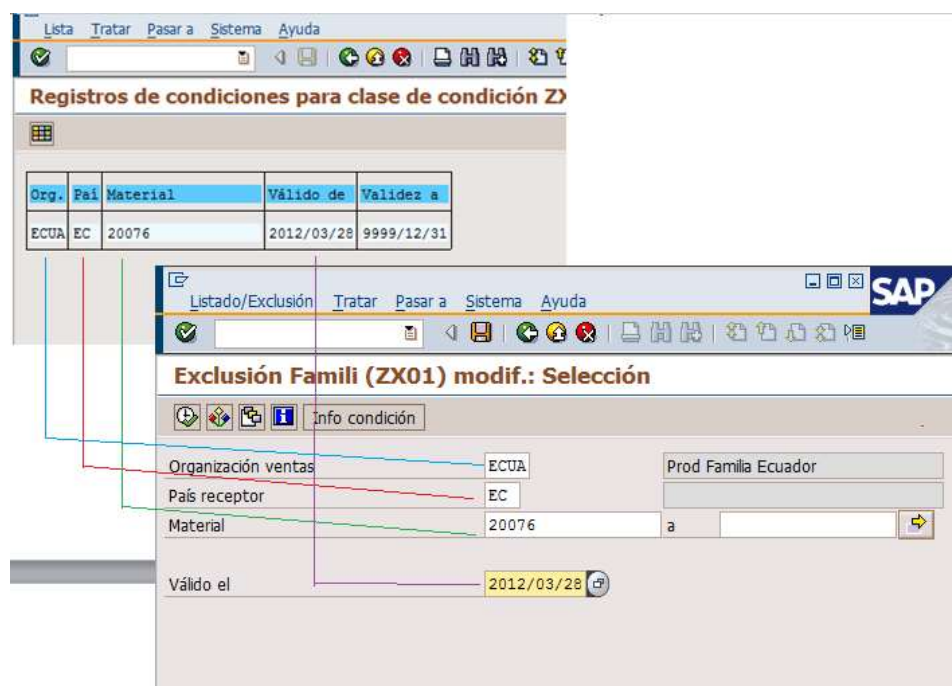 Lista Tratar Pasar a Sistema Ayuda
Registros de condiciones para clase de condición ZX
Org. Paí Material Válido de Validez a
ECUA EC 20076 2012/03/28 9999/12/31
Listado/Exclusión Tratar Pasar a Sistema Ayuda
SAP
Exclusión Famili (ZX01) modif.: Selección
Info condición
Organización ventas ECUA Prod Familia Ecuador
País receptor EC
Material 20076 a
Válido el 2012/03/28